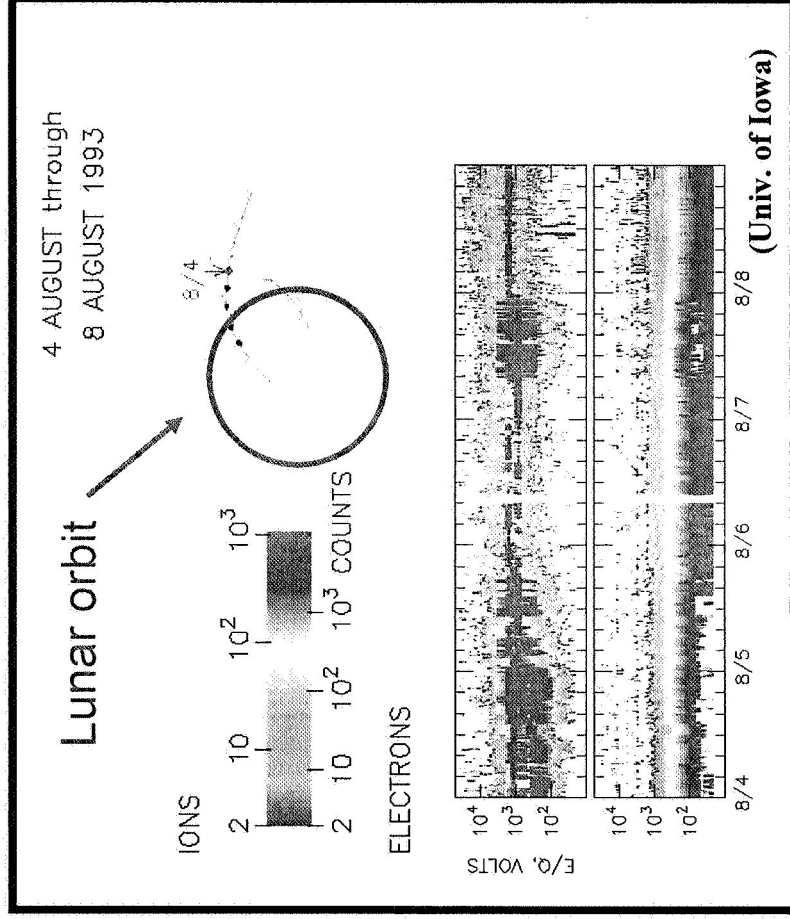 4 AUGUST through
8 AUGUST 1993
Lunar orbit
8/4
IONS
2 10 10² 10³
2 10 10² 10³ COUNTS
ELECTRONS
E/Q, VOLTS
10⁴
10³
10²
10⁴
10³
10²
8/4 8/5 8/6 8/7 8/8
(Univ. of Iowa)